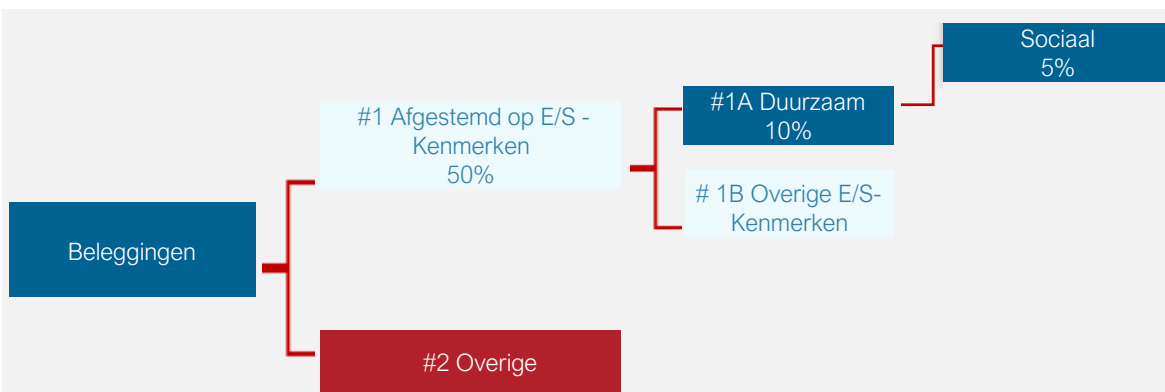 Sociaal
5%
#1A Duurzaam
10%
#1 Afgestemd op E/S -
Kenmerken
50%
# 1B Overige E/S-
Kenmerken
Beleggingen
#2 Overige